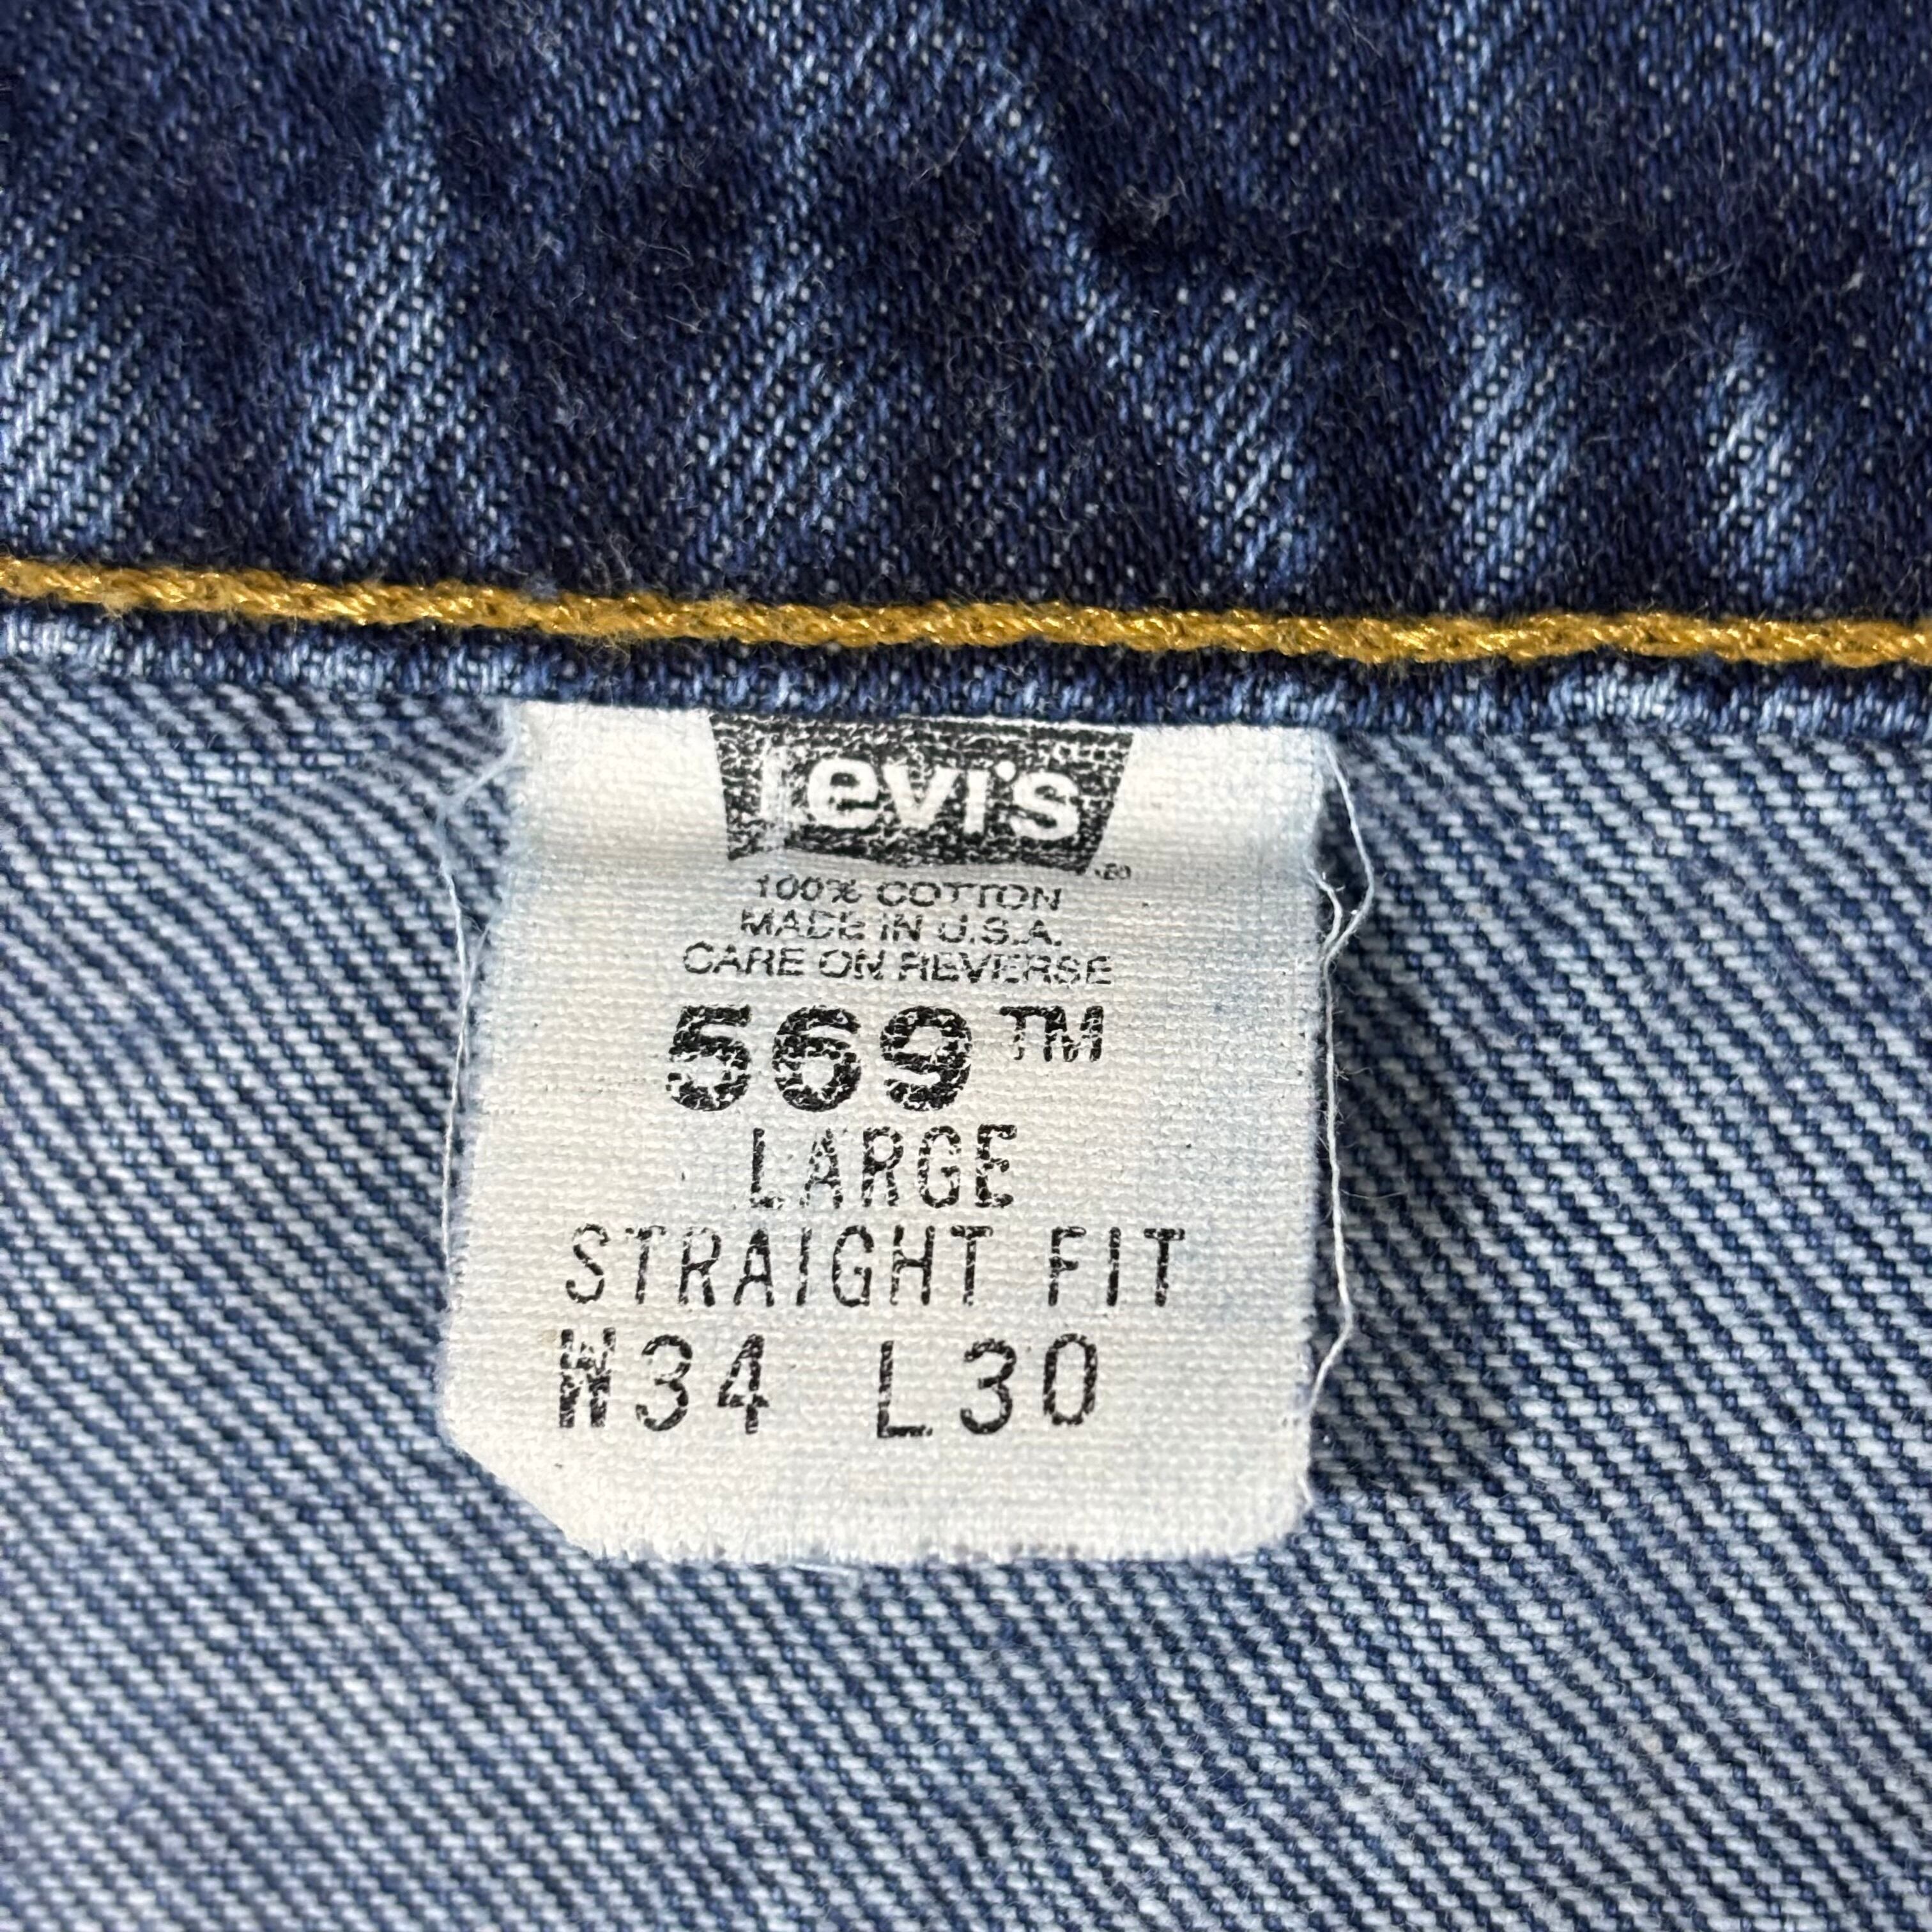 Levi's ®
100% COTTON
MADE IN U.S.A.
CARE ON REVERSE
569™
LARGE
STRAIGHT FIT
W34 L30